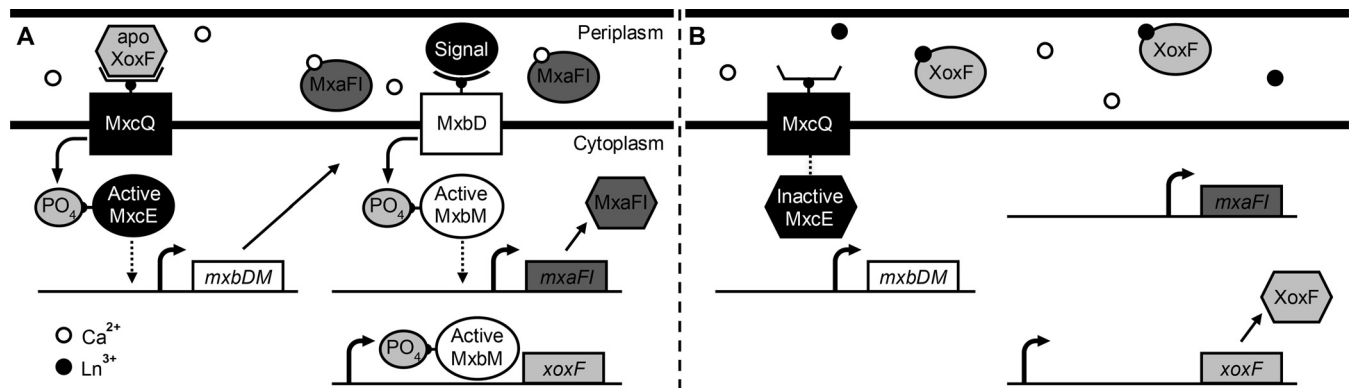 A
apo
XoxF
Signal
Periplasm
MxaFI
MxaFI
MxcQ
MxbD
Cytoplasm
PO4
Active
MxcE
PO4
Active
MxbM
MxaFI
mxbDM
mxaFI
Ca2+
Ln3+
PO4
Active
MxbM
xoxF
B
XoxF
XoxF
MxcQ
Inactive
MxcE
mxaFI
mxbDM
XoxF
xoxF